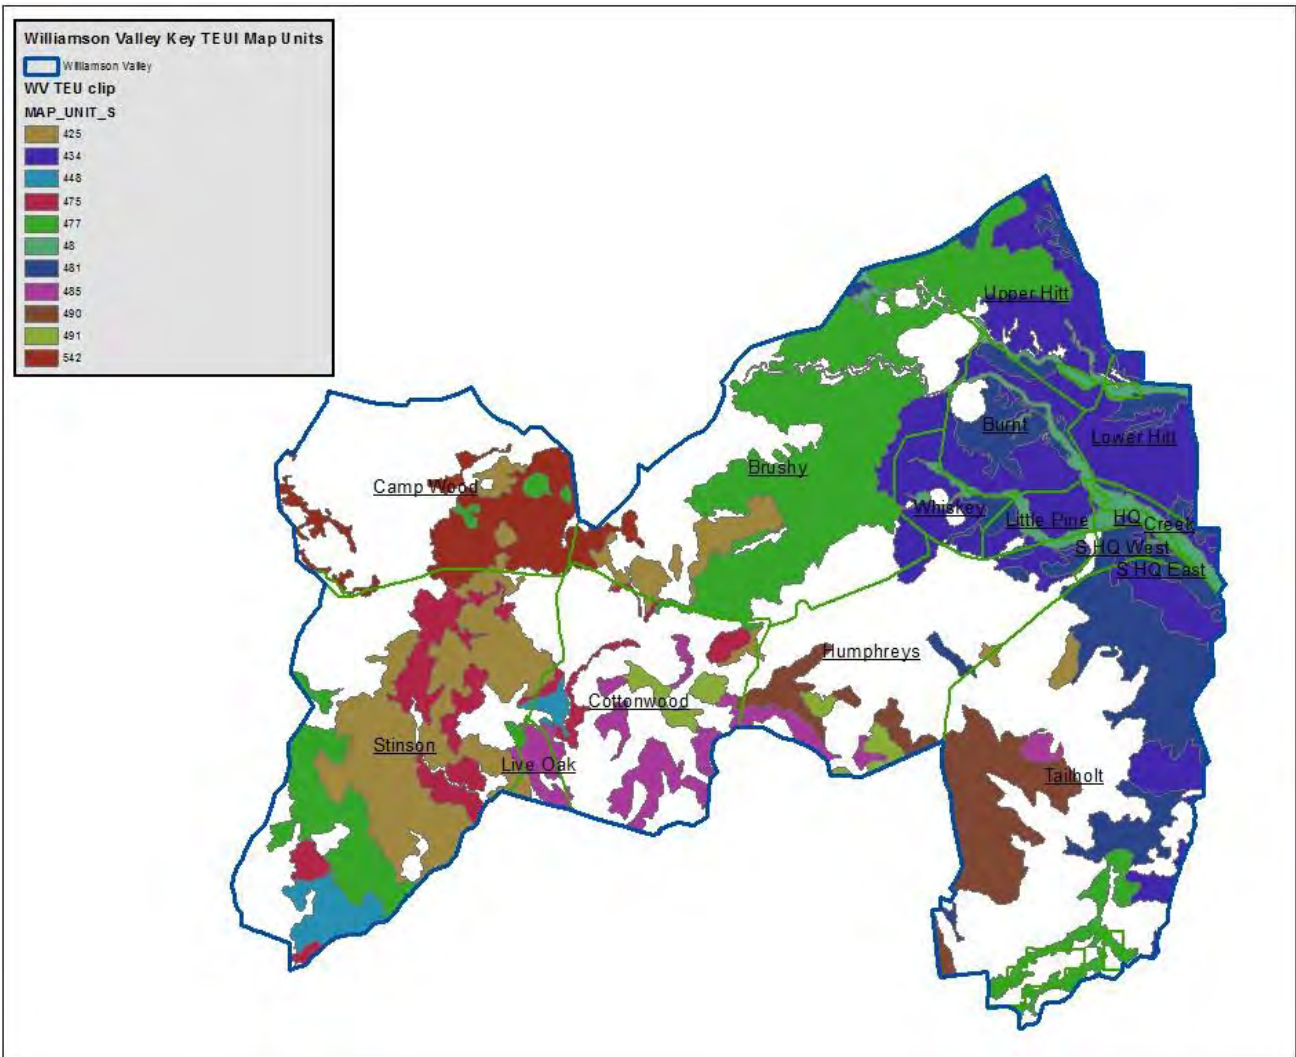 Williamson Valley Key TEUI Map Units
Williamson Valley
WV TEU clip
MAP_UNIT_S
425
434
448
475
477
48
481
485
490
491
542
Upper Hitt
Burnt
Lower Hitt
Brushy
Camp Wood
Whiskey
Little Pine
HQ
Creek
S HQ West
S HQ East
Humphreys
Cottonwood
Stinson
Live Oak
Tailholt